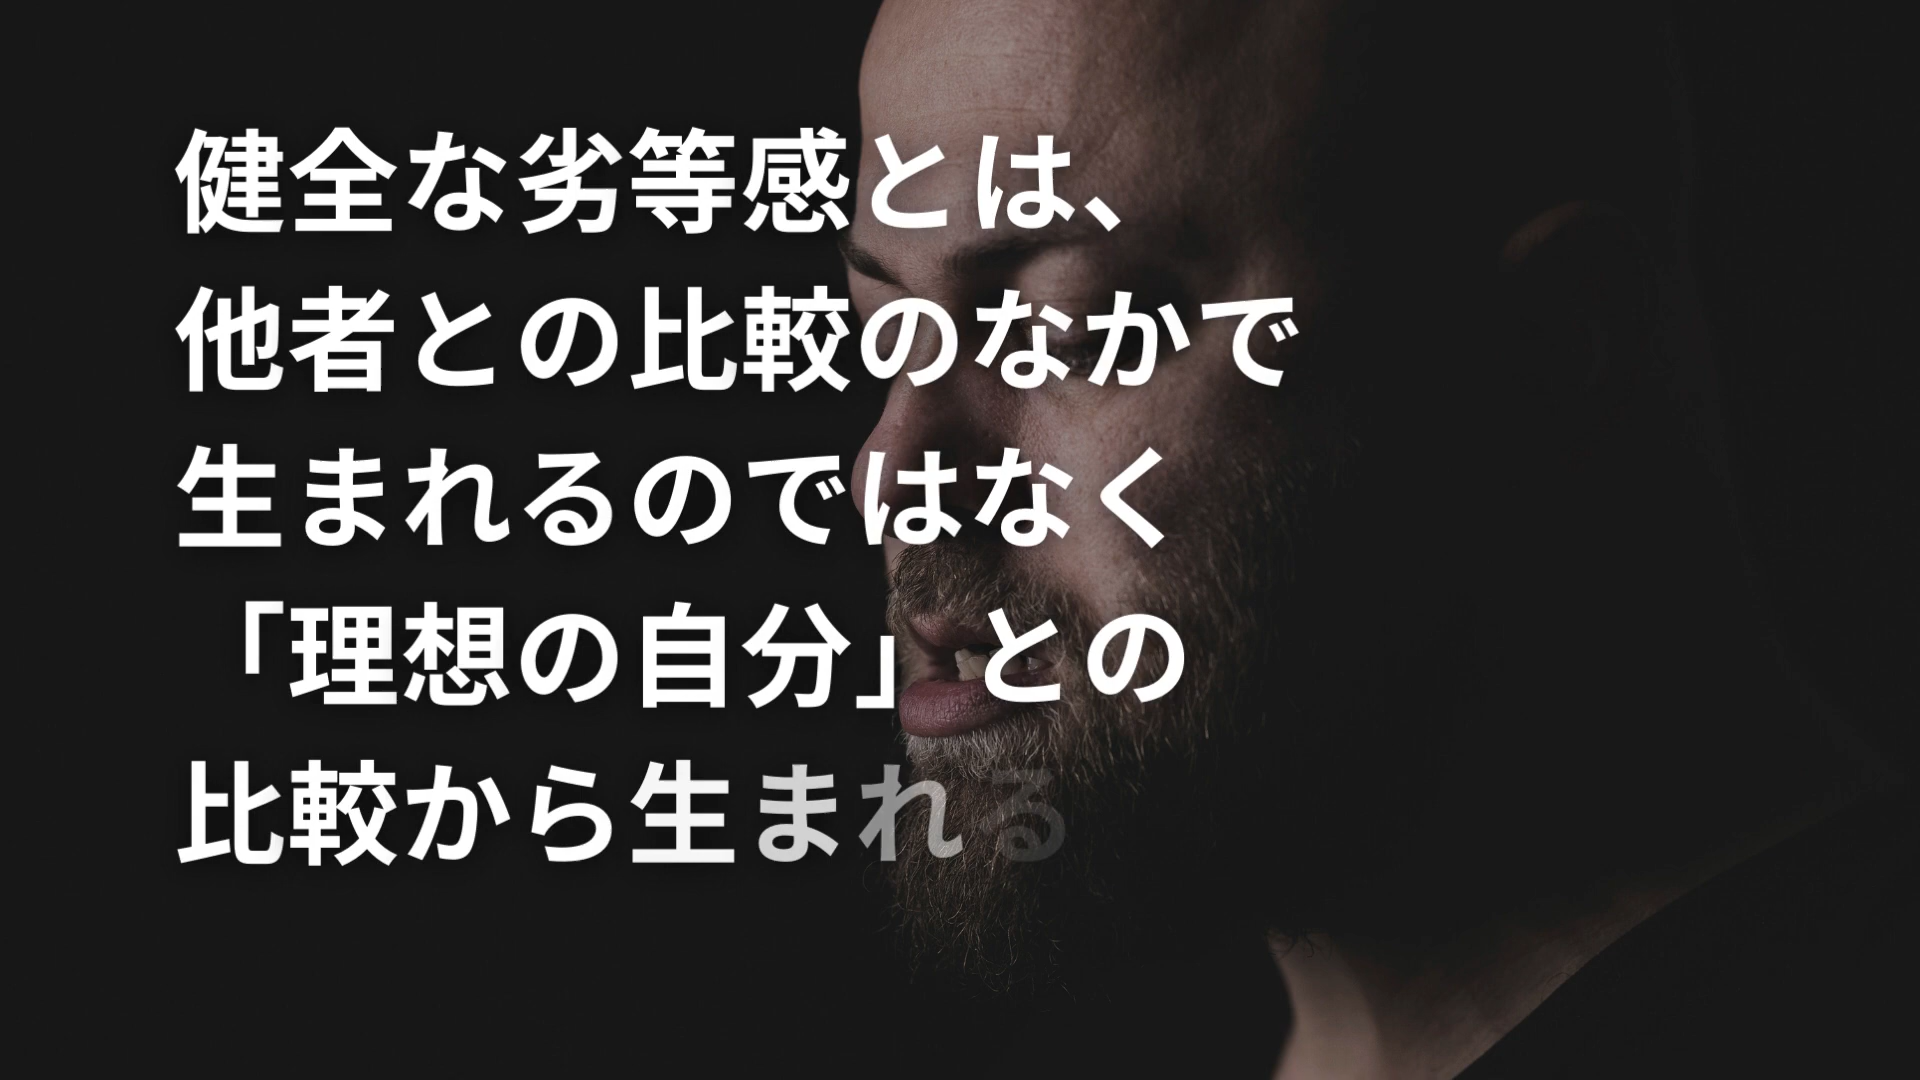 健全な劣等感とは、
他者との比較のなかで
生まれるのではなく
「理想の自分」との
比較から生まれる